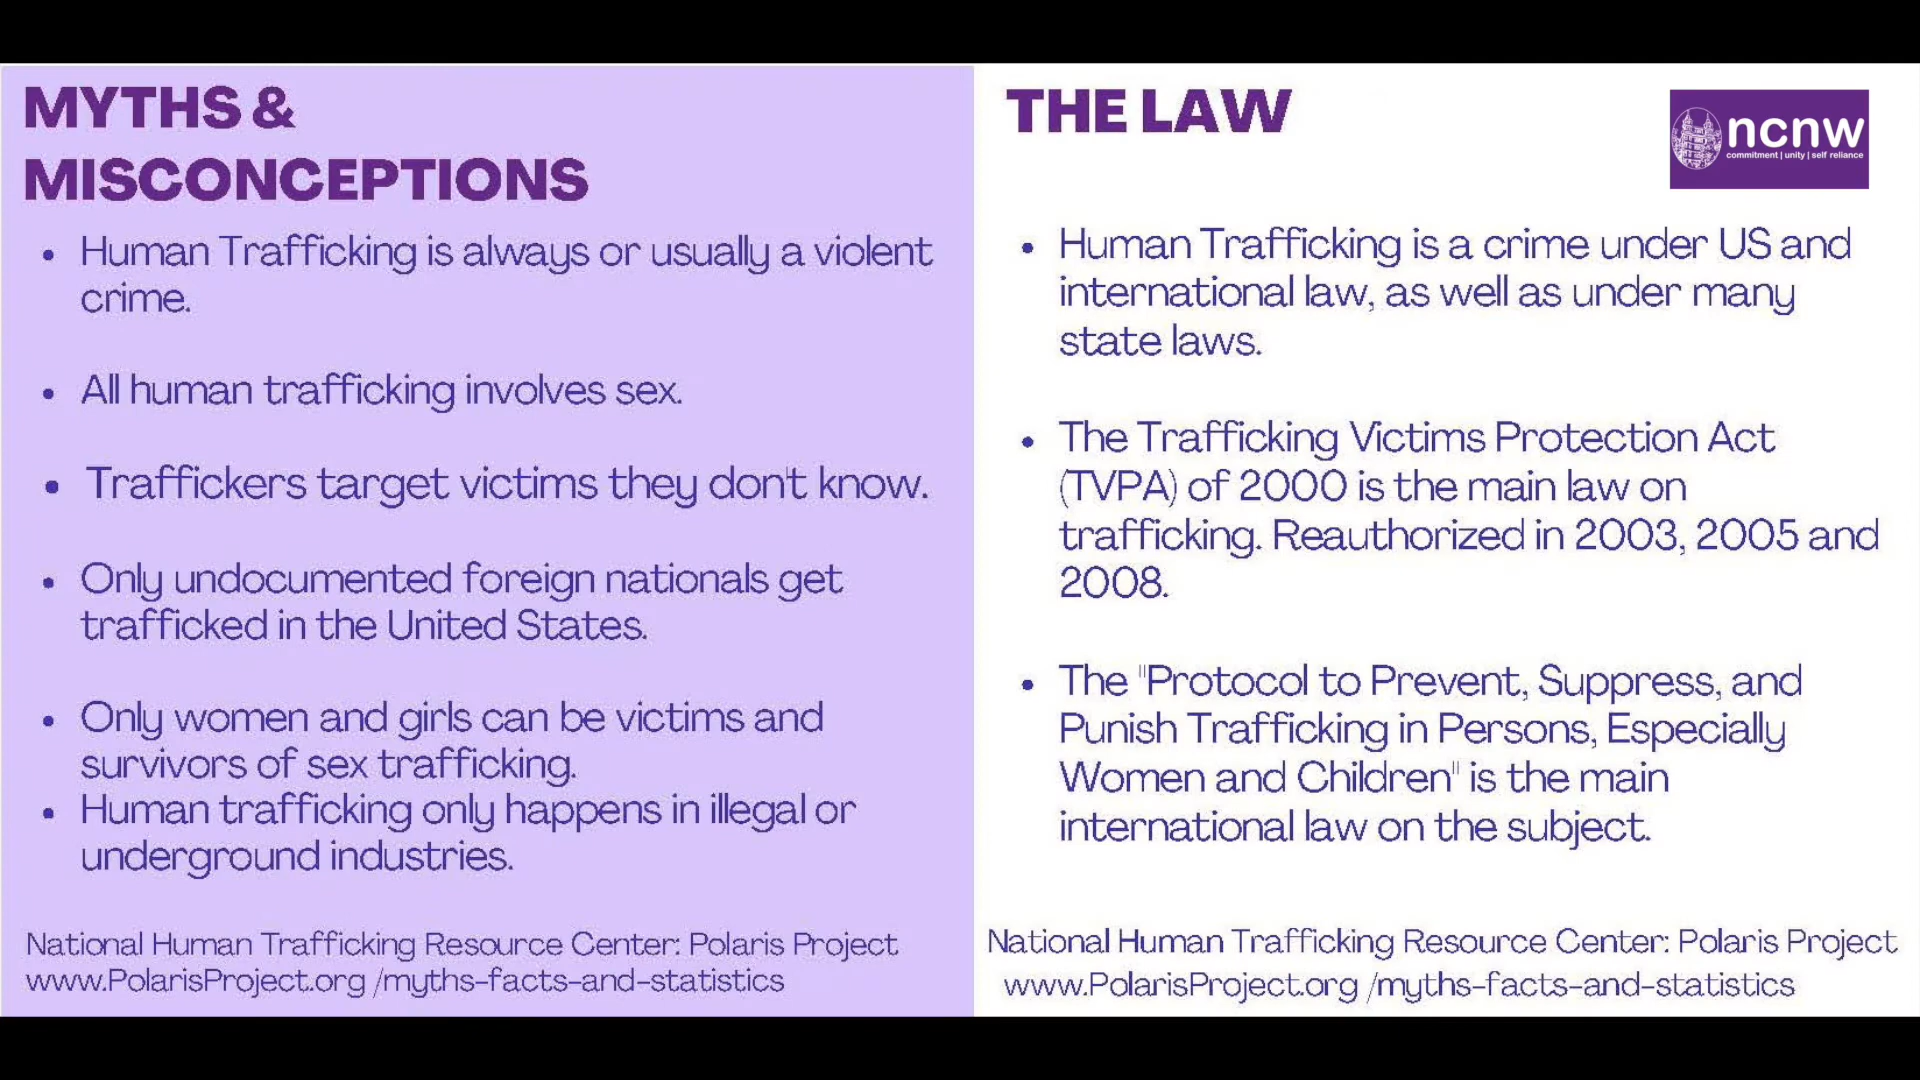 MYTHS &
MISCONCEPTIONS
• Human Trafficking is always or usually a violent
crime.
• All human trafficking involves sex.
• Traffickers target victims they don't know.
• Only undocumented foreign nationals get
trafficked in the United States.
• Only women and girls can be victims and
survivors of sex trafficking.
• Human trafficking only happens in illegal or
underground industries.
National Human Trafficking Resource Center: Polaris Project
www.PolarisProject.org /myths-facts-and-statistics
THE LAW
ncnw
commitment | unity | self reliance
• Human Trafficking is a crime under US and
international law, as well as under many
state laws.
• The Trafficking Victims Protection Act
(TVPA) of 2000 is the main law on
trafficking. Reauthorized in 2003, 2005 and
2008.
• The "Protocol to Prevent, Suppress, and
Punish Trafficking in Persons, Especially
Women and Children" is the main
international law on the subject.
National Human Trafficking Resource Center: Polaris Project
www.PolarisProject.org /myths-facts-and-statistics